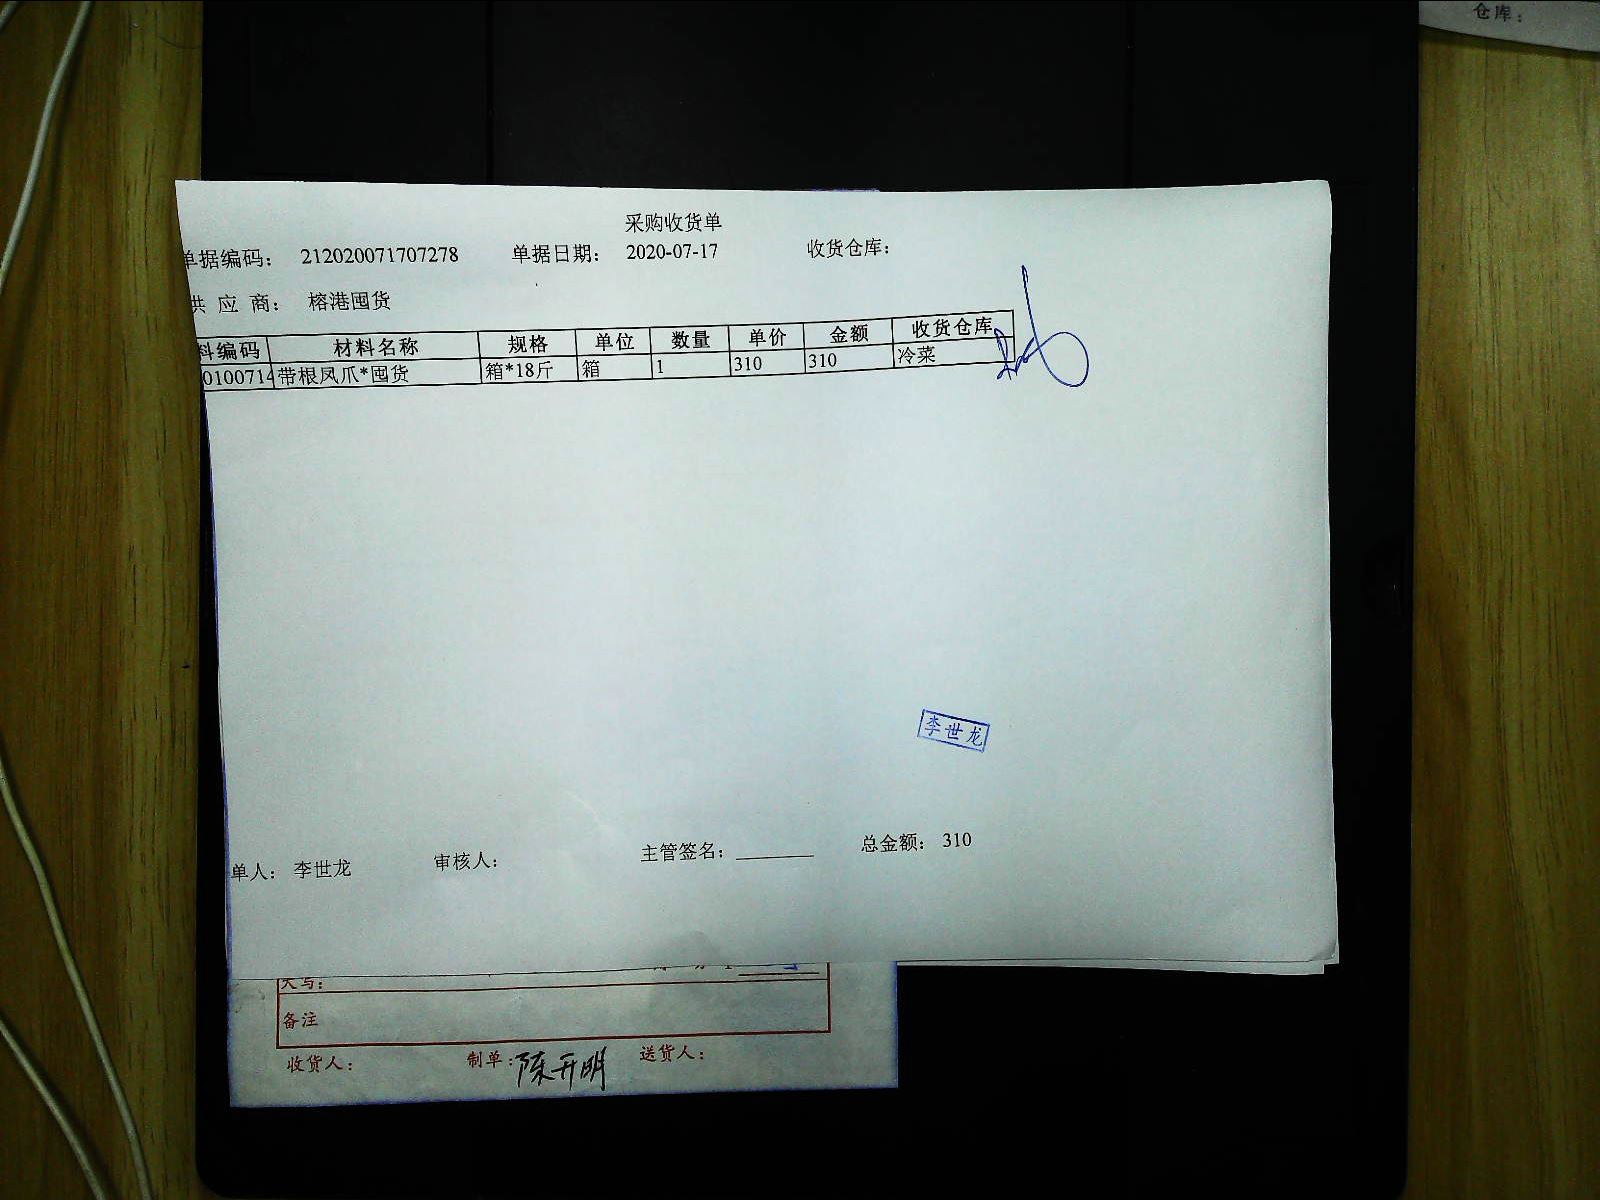 仓库：
采购收货单
单据编码： 212020071707278 单据日期： 2020-07-17 收货仓库：
供 应 商： 榕港囤货
料编码 材料名称 规格 单位 数量 单价 金额 收货仓库
0100714 带根凤爪*囤货 箱*18斤 箱 1 310 310 冷菜
李世龙
单人： 李世龙 审核人： 主管签名： 总金额： 310
大写：
备注
收货人： 制单：陈开明 送货人：